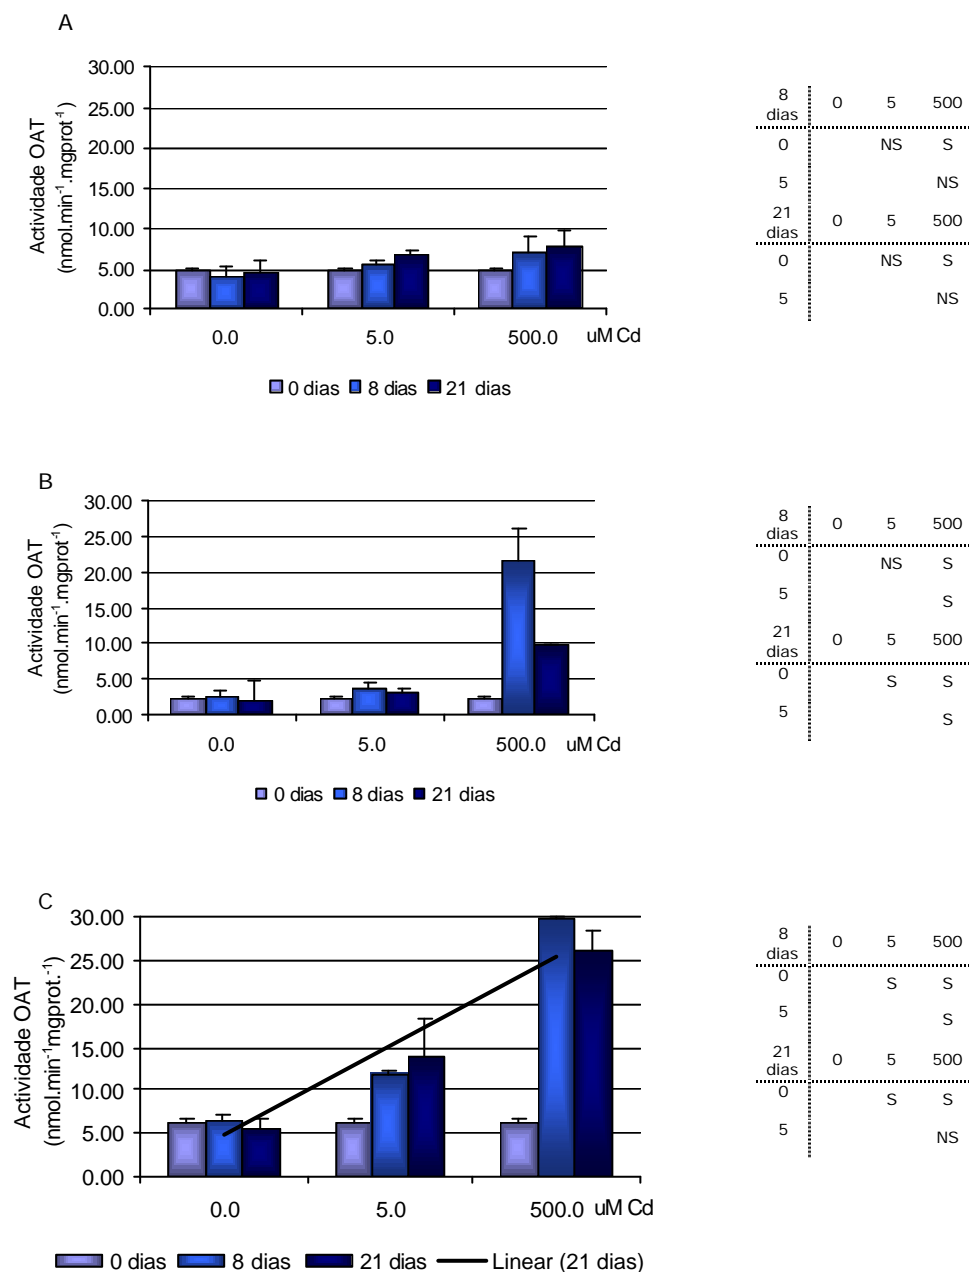 A
30.00
25.00
20.00
15.00
10.00
5.00
0.00
Actividade OAT
(nmol.min⁻¹.mgprot⁻¹)
0.0 5.0 500.0 uM Cd
0 dias 8 dias 21 dias
8 dias 0 5 500
0 NS S
5 NS
21 dias 0 5 500
0 NS S
5 NS
B
30.00
25.00
20.00
15.00
10.00
5.00
0.00
Actividade OAT
(nmol.min⁻¹.mgprot⁻¹)
0.0 5.0 500.0 uM Cd
0 dias 8 dias 21 dias
8 dias 0 5 500
0 NS S
5 S
21 dias 0 5 500
0 S S
5 S
C
30.00
25.00
20.00
15.00
10.00
5.00
0.00
Actividade OAT
(nmol.min⁻¹mgprot.⁻¹)
0.0 5.0 500.0 uM Cd
0 dias 8 dias 21 dias Linear (21 dias)
8 dias 0 5 500
0 S S
5 S
21 dias 0 5 500
0 S S
5 NS